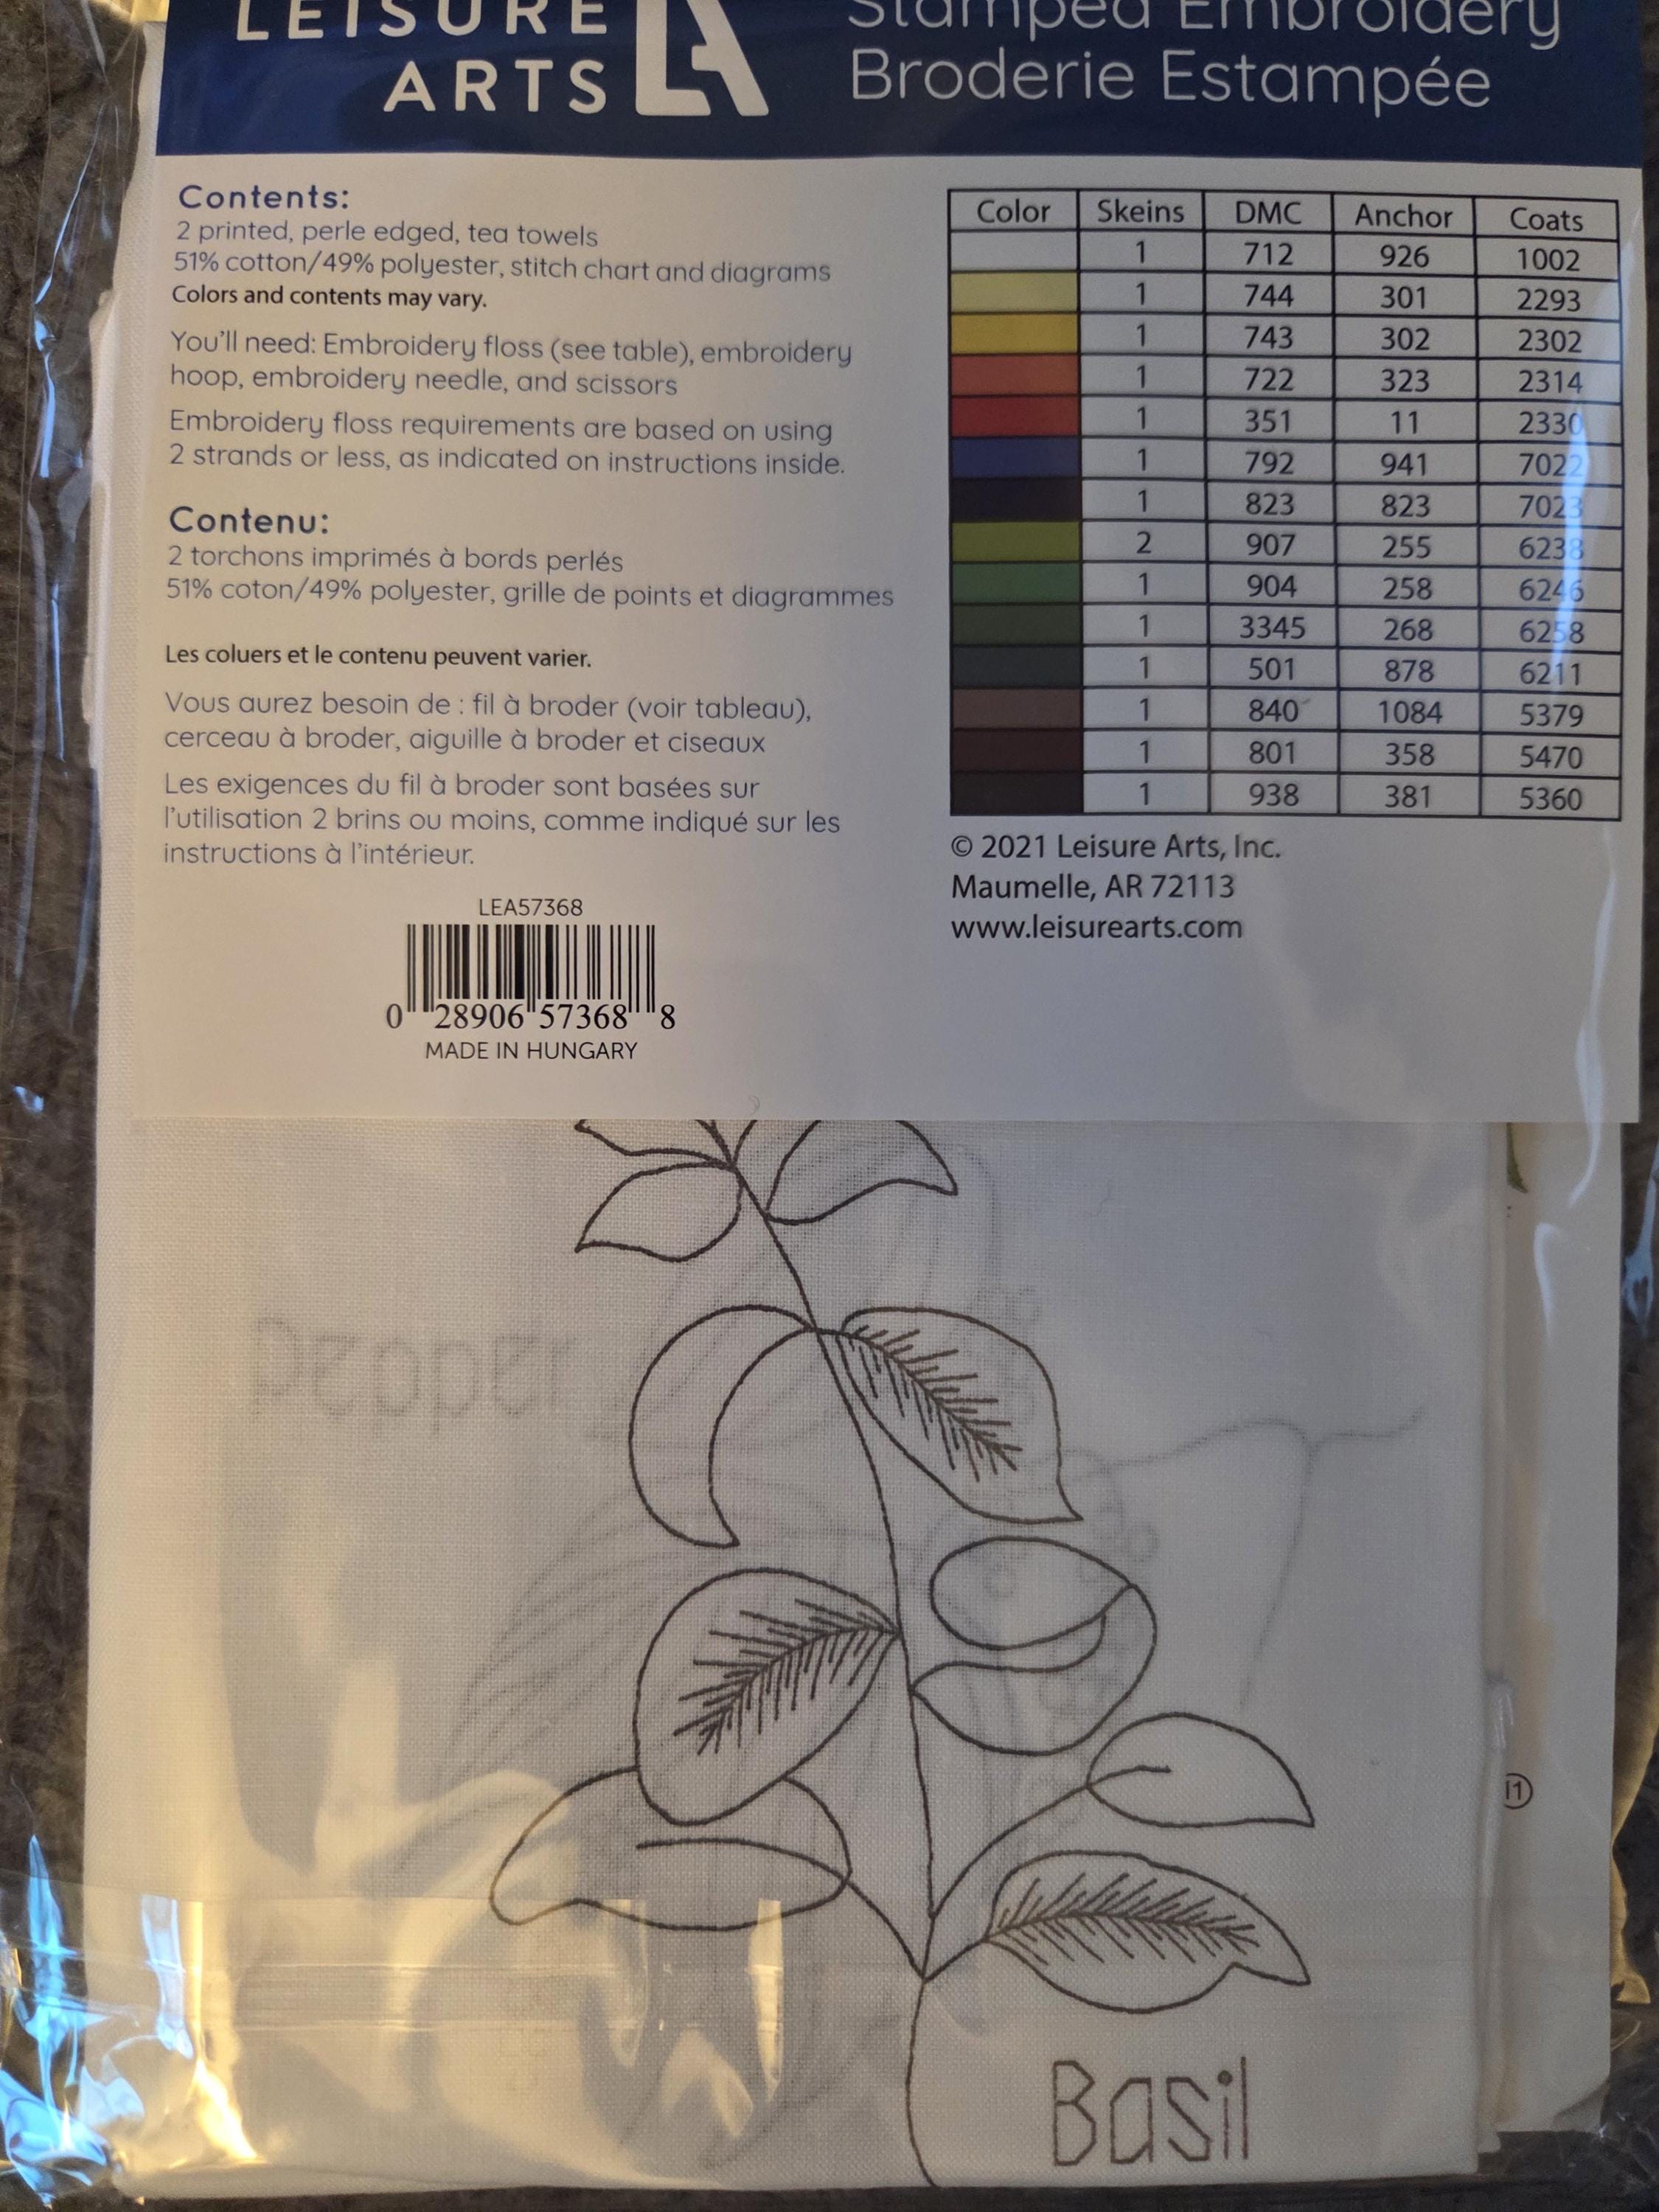 LEISURE
ARTS
Stamped Embroidery
Broderie Estampée
Contents:
2 printed, perle edged, tea towels
51% cotton/49% polyester, stitch chart and diagrams
Colors and contents may vary.
You'll need: Embroidery floss (see table), embroidery
hoop, embroidery needle, and scissors
Embroidery floss requirements are based on using
2 strands or less, as indicated on instructions inside.
Contenu:
2 torchons imprimés à bords perlés
51% coton/49% polyester, grille de points et diagrammes
Les coluers et le contenu peuvent varier.
Vous aurez besoin de : fil à broder (voir tableau),
cerceau à broder, aiguille à broder et ciseaux
Les exigences du fil à broder sont basées sur
l'utilisation 2 brins ou moins, comme indiqué sur les
instructions à l'intérieur.
LEA57368
0 28906 57368 8
MADE IN HUNGARY
Color Skeins DMC Anchor Coats
1 712 926 1002
1 744 301 2293
1 743 302 2302
1 722 323 2314
1 351 11 2330
1 792 941 7022
1 823 823 7023
2 907 255 6238
1 904 258 6246
1 3345 268 6258
1 501 878 6211
1 840 1084 5379
1 801 358 5470
1 938 381 5360
© 2021 Leisure Arts, Inc.
Maumelle, AR 72113
www.leisurearts.com
Pepper
Basil